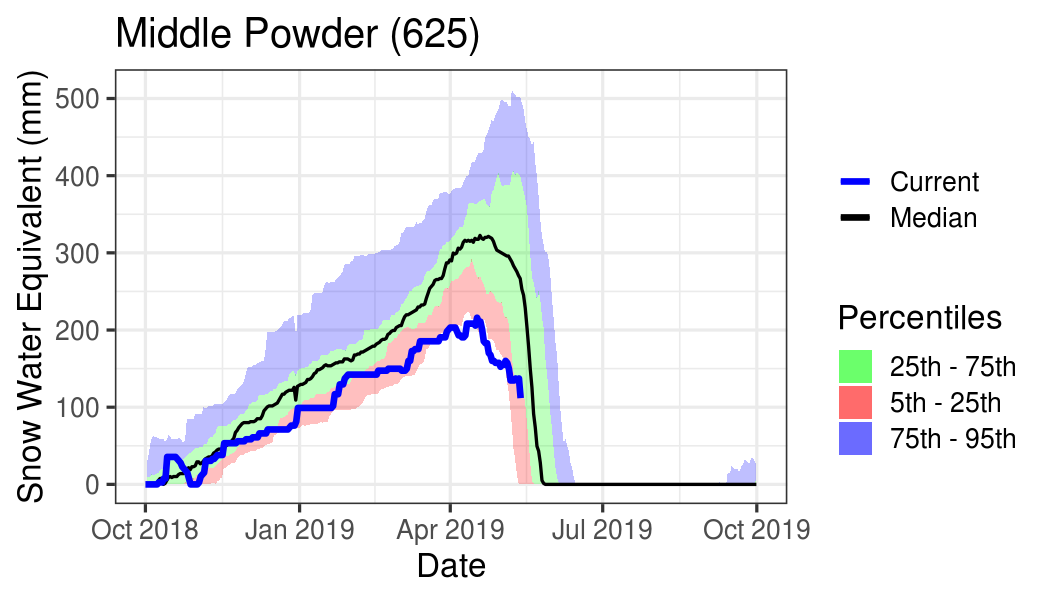 Middle Powder (625)
Snow Water Equivalent (mm)
500
400
300
200
100
0
Oct 2018
Jan 2019
Apr 2019
Jul 2019
Oct 2019
Date
Current
Median
Percentiles
25th - 75th
5th - 25th
75th - 95th